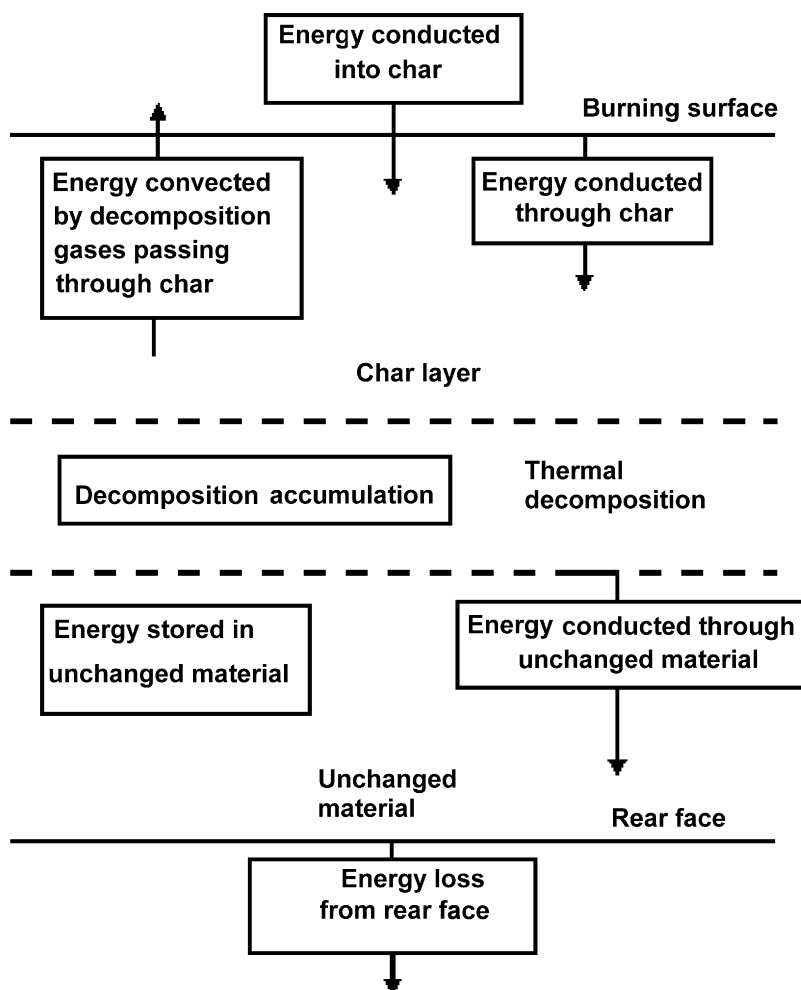 Energy conducted
into char
Burning surface
Energy convected
by decomposition
gases passing
through char
Energy conducted
through char
Char layer
Decomposition accumulation
Thermal
decomposition
Energy stored in
unchanged material
Energy conducted through
unchanged material
Unchanged
material
Rear face
Energy loss
from rear face